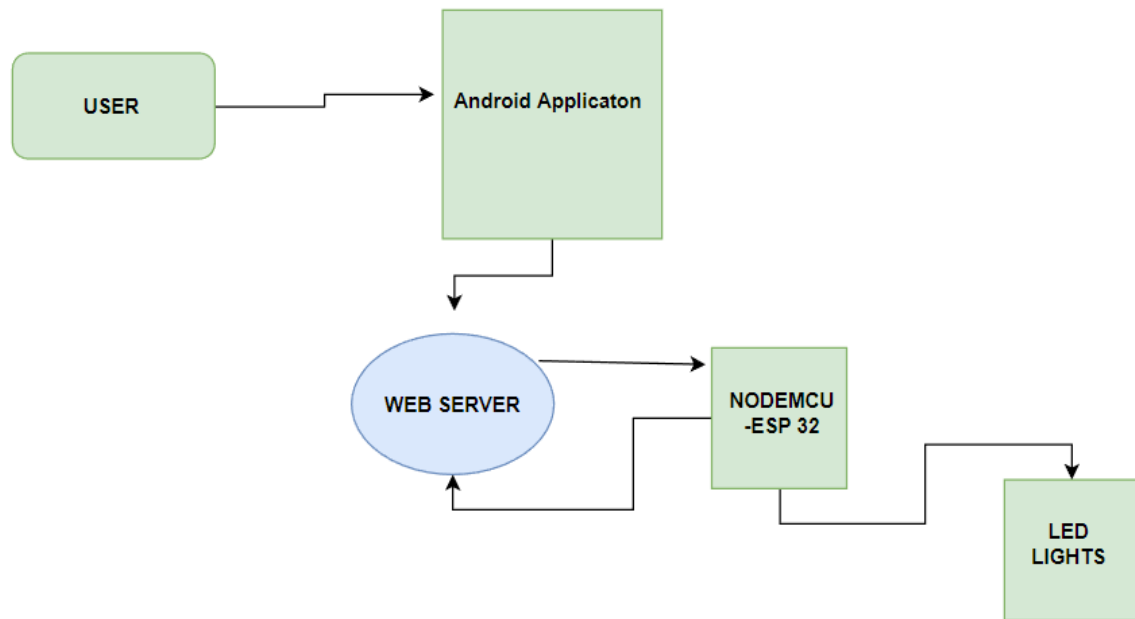 USER
Android Applicaton
WEB SERVER
NODEMCU
-ESP 32
LED
LIGHTS